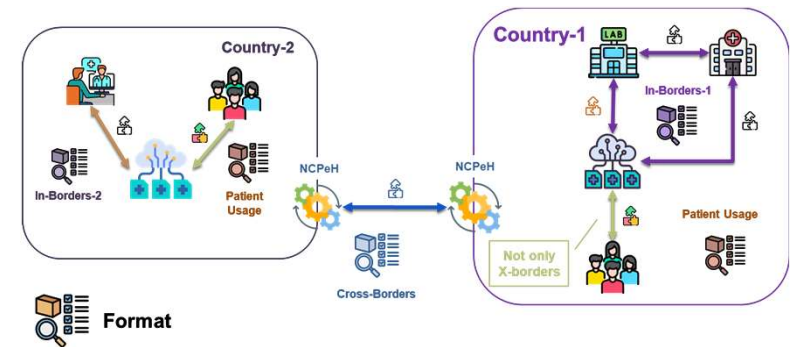 Country-2
In-Borders-2
Patient
Usage
NCPeH
Cross-Borders
NCPeH
Country-1
LAB
In-Borders-1
Patient Usage
Not only
X-borders
Format